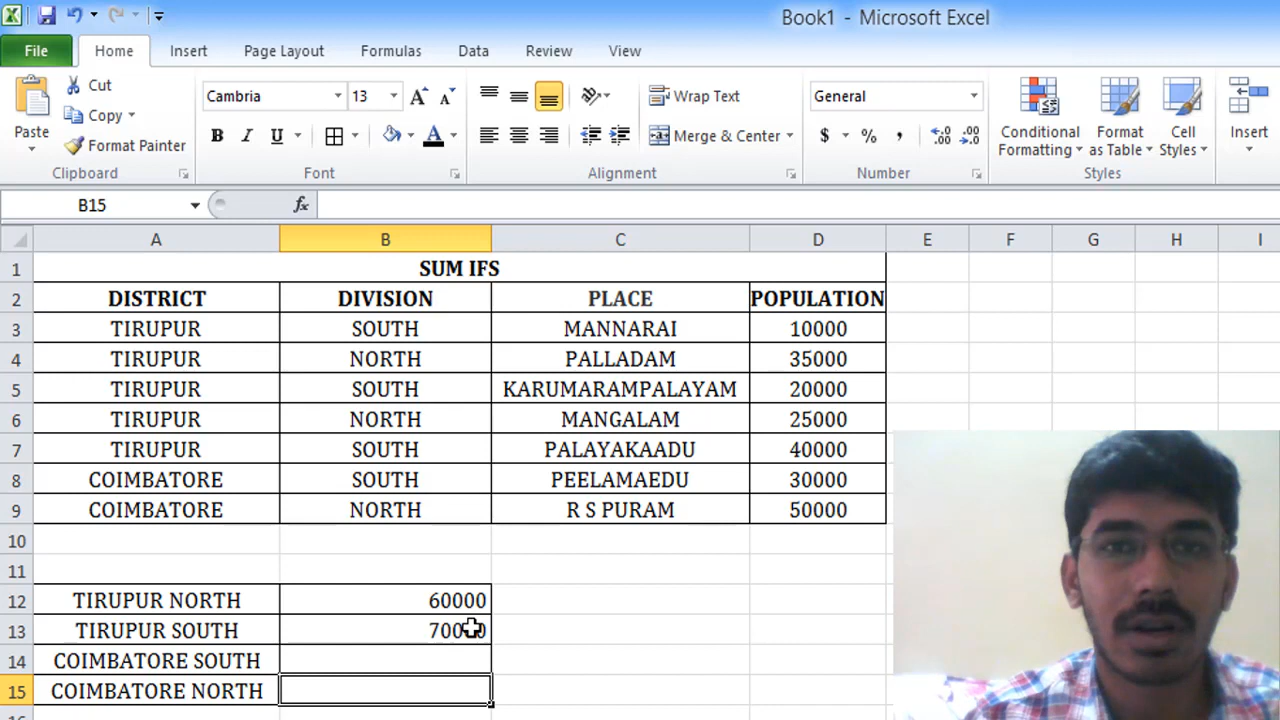 Book1 - Microsoft Excel
File Home Insert Page Layout Formulas Data Review View
Paste Cut Copy Format Painter Clipboard
Cambria 13 B I U A Font
Wrap Text Merge & Center Alignment
General $ % , .0 .00 .00 .0 Number
Conditional Formatting Format as Table Cell Styles Styles
Insert
B15 fx
A B C D E F G H I
1 SUM IFS
2 DISTRICT DIVISION PLACE POPULATION
3 TIRUPUR SOUTH MANNARAI 10000
4 TIRUPUR NORTH PALLADAM 35000
5 TIRUPUR SOUTH KARUMARAMPALAYAM 20000
6 TIRUPUR NORTH MANGALAM 25000
7 TIRUPUR SOUTH PALAYAKAADU 40000
8 COIMBATORE SOUTH PEELAMAEDU 30000
9 COIMBATORE NORTH R S PURAM 50000
10
11
12 TIRUPUR NORTH 60000
13 TIRUPUR SOUTH 70000
14 COIMBATORE SOUTH
15 COIMBATORE NORTH